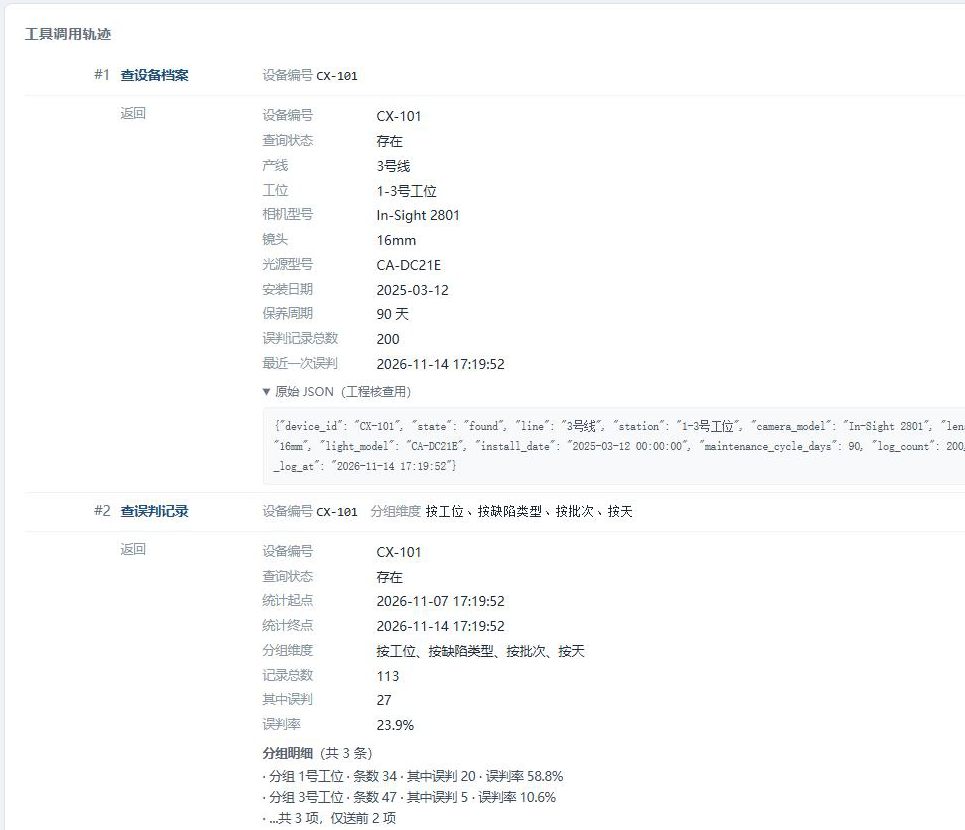 工具调用轨迹
#1 查设备档案 设备编号 CX-101
返回 设备编号 CX-101
查询状态 存在
产线 3号线
工位 1-3号工位
相机型号 In-Sight 2801
镜头 16mm
光源型号 CA-DC21E
安装日期 2025-03-12
保养周期 90 天
误判记录总数 200
最近一次误判 2026-11-14 17:19:52
▼ 原始 JSON（工程核查用）
{"device_id": "CX-101", "state": "found", "line": "3号线", "station": "1-3号工位", "camera_model": "In-Sight 2801", "len
"16mm", "light_model": "CA-DC21E", "install_date": "2025-03-12 00:00:00", "maintenance_cycle_days": 90, "log_count": 200,
_log_at": "2026-11-14 17:19:52"}
#2 查误判记录 设备编号 CX-101 分组维度 按工位、按缺陷类型、按批次、按天
返回 设备编号 CX-101
查询状态 存在
统计起点 2026-11-07 17:19:52
统计终点 2026-11-14 17:19:52
分组维度 按工位、按缺陷类型、按批次、按天
记录总数 113
其中误判 27
误判率 23.9%
分组明细（共 3 条）
· 分组 1号工位 · 条数 34 · 其中误判 20 · 误判率 58.8%
· 分组 3号工位 · 条数 47 · 其中误判 5 · 误判率 10.6%
· ...共 3 项，仅送前 2 项